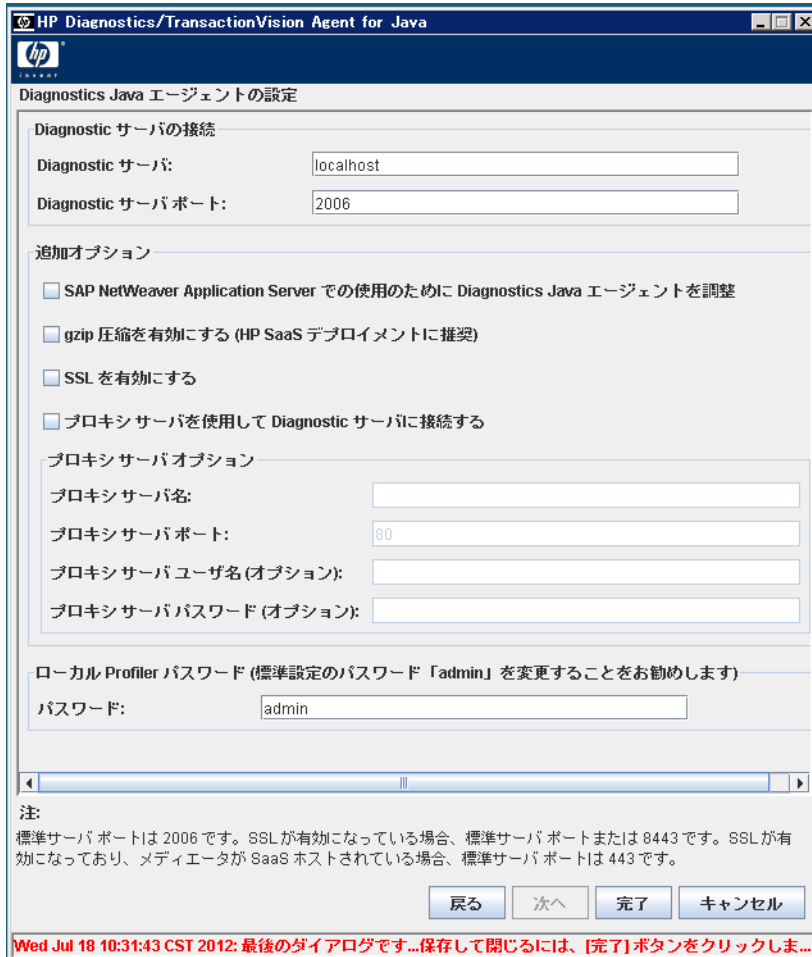 HP Diagnostics/TransactionVision Agent for Java
hp
invent
Diagnostics Java エージェントの設定
Diagnostic サーバの接続
Diagnostic サーバ: localhost
Diagnostic サーバ ポート: 2006
追加オプション
SAP NetWeaver Application Server での使用のために Diagnostics Java エージェントを調整
gzip 圧縮を有効にする (HP SaaS デプロイメントに推奨)
SSL を有効にする
プロキシ サーバを使用して Diagnostic サーバに接続する
プロキシ サーバ オプション
プロキシ サーバ名:
プロキシ サーバ ポート: 80
プロキシ サーバ ユーザ名 (オプション):
プロキシ サーバ パスワード (オプション):
ローカル Profiler パスワード (標準設定のパスワード「admin」を変更することをお勧めします)
パスワード: admin
注:
標準サーバ ポートは 2006 です。SSL が有効になっている場合、標準サーバ ポートまたは 8443 です。SSL が有
効になっており、メディエータが SaaS ホストされている場合、標準サーバ ポートは 443 です。
戻る 次へ 完了 キャンセル
Wed Jul 18 10:31:43 CST 2012: 最後のダイアログです...保存して閉じるには、[完了] ボタンをクリックしま...